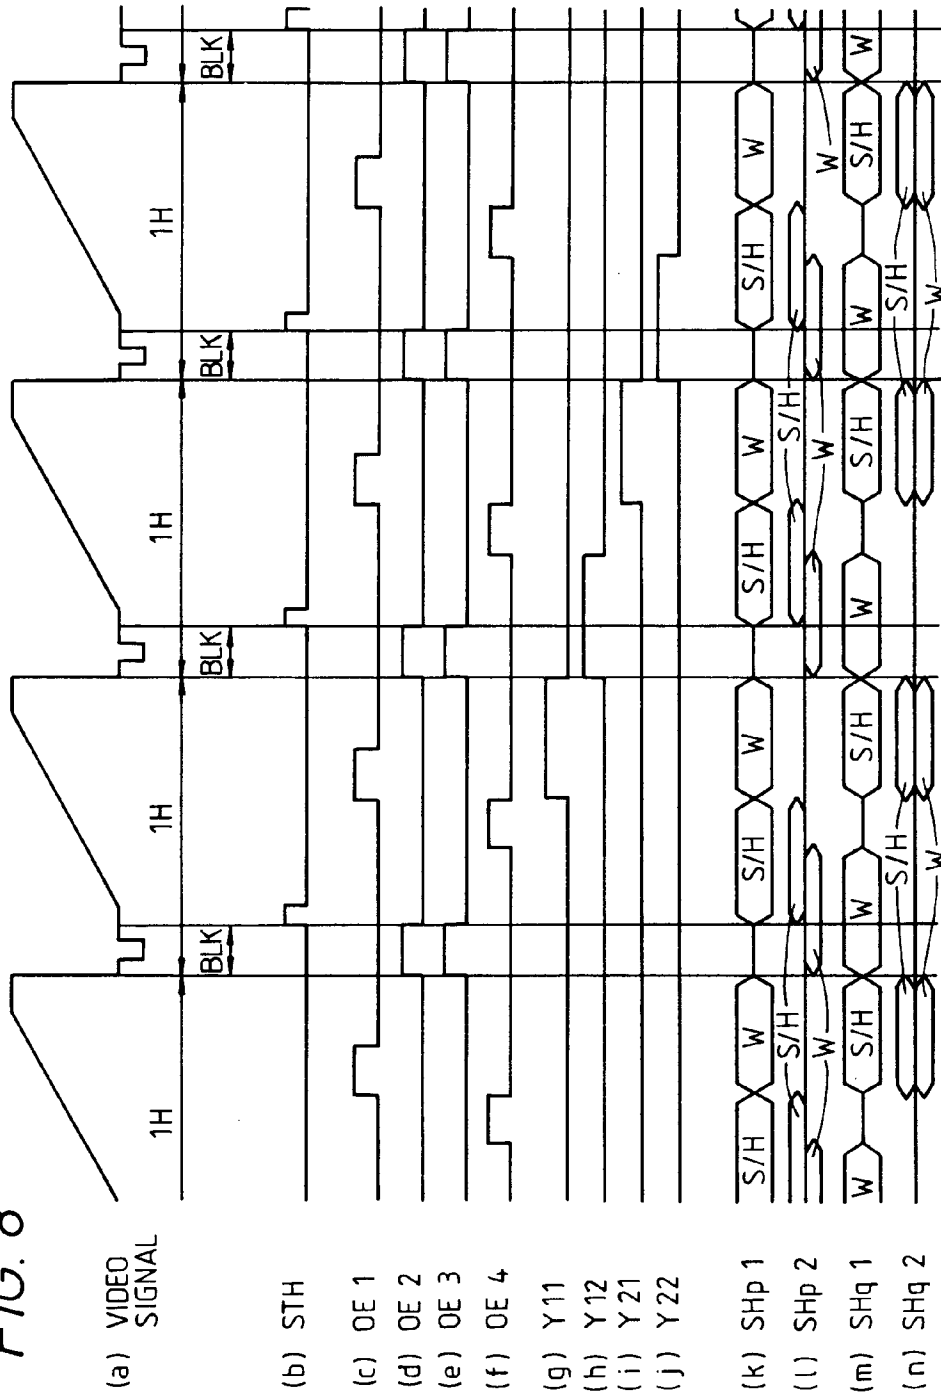 FIG. 8
(a) VIDEO SIGNAL
1H 1H 1H 1H
BLK BLK BLK BLK
(b) STH
(c) OE 1
(d) OE 2
(e) OE 3
(f) OE 4
(g) Y11
(h) Y12
(i) Y21
(j) Y22
(k) SHp 1
S/H W S/H W S/H W S/H W
(l) SHp 2
S/H S/H
W W W
(m) SHq 1
W S/H W S/H W S/H W S/H W
(n) SHq 2
S/H S/H
W W